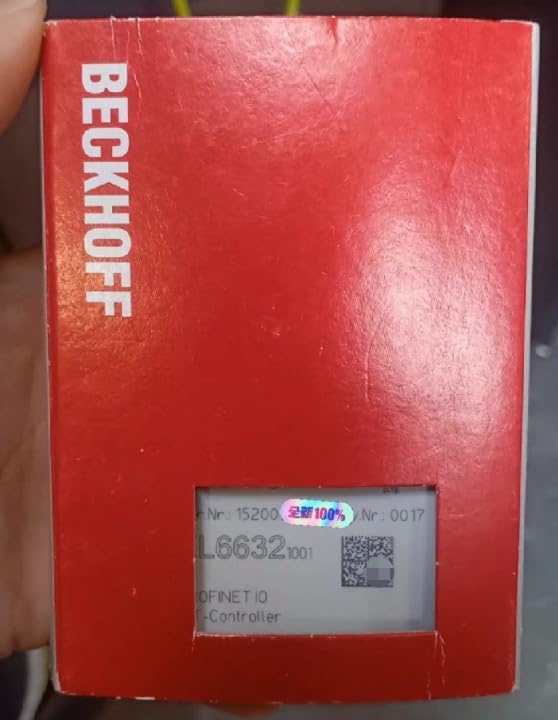 BECKHOFF
r.Nr.: 15200
全新100%
.Nr.: 0017
L6632 1001
OFINET IO
-Controller